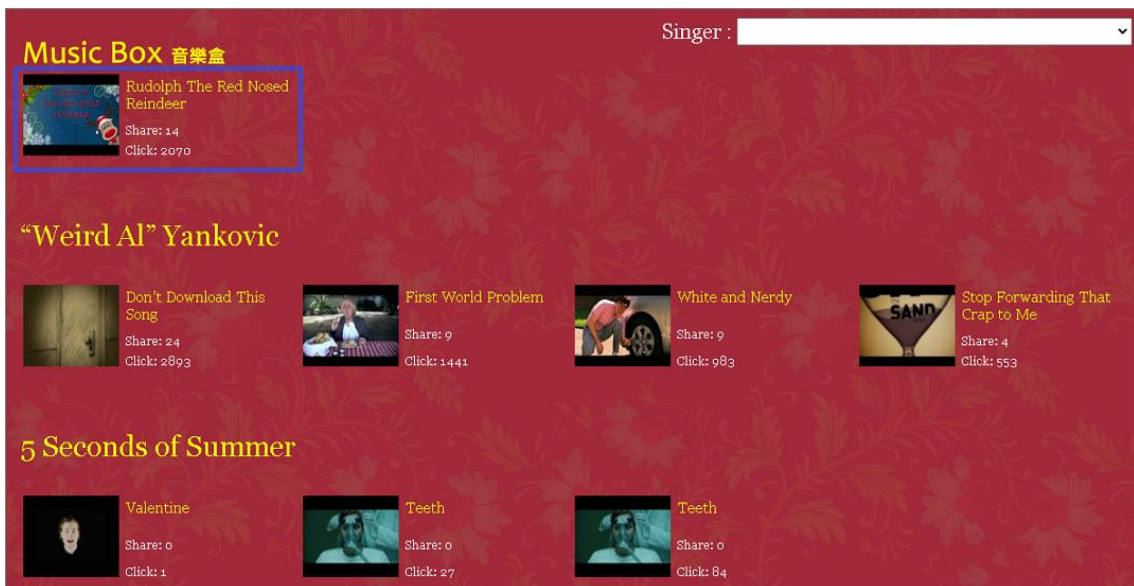 Singer :
Music Box 音樂盒
Rudolph The Red Nosed
Reindeer
Share: 14
Click: 2070
“Weird Al” Yankovic
Don't Download This
Song
Share: 24
Click: 2893
First World Problem
Share: 9
Click: 1441
White and Nerdy
Share: 9
Click: 983
SAND
Stop Forwarding That
Crap to Me
Share: 4
Click: 553
5 Seconds of Summer
Valentine
Share: 0
Click: 1
Teeth
Share: 0
Click: 27
Teeth
Share: 0
Click: 84